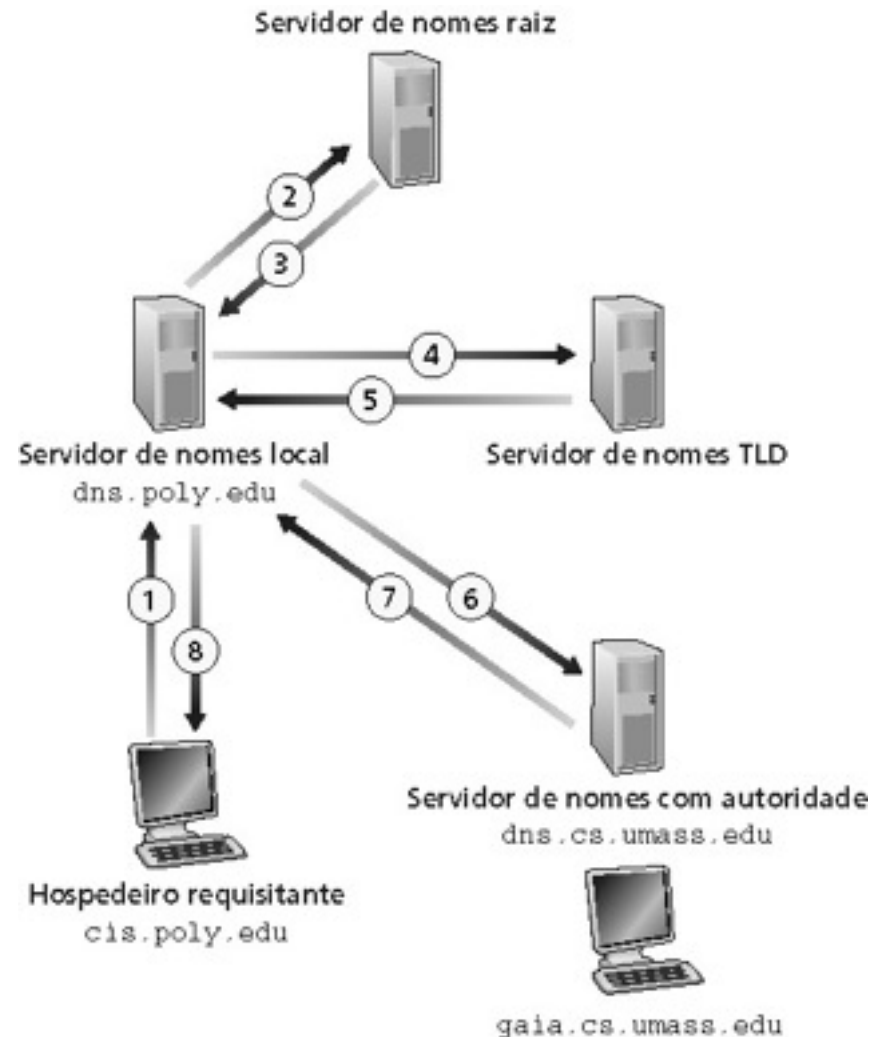 Servidor de nomes raiz
2
3
4
5
Servidor de nomes local
dns.poly.edu
Servidor de nomes TLD
1
8
7
6
Servidor de nomes com autoridade
dns.cs.umass.edu
Hospedeiro requisitante
cis.poly.edu
gaia.cs.umass.edu